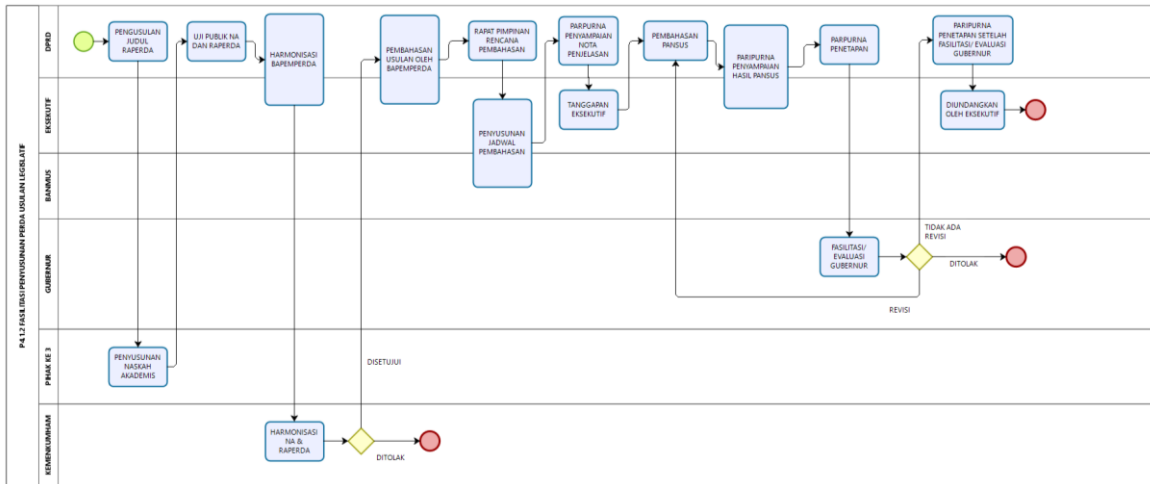 P4.1.2 FASILITASI PENYUSUNAN PERDA USULAN LEGISLATIF
DPRD
PENGUSULAN
JUDUL
RAPERDA
UJI PUBLIK NA
DAN RAPERDA
HARMONISASI
BAPEMPERDA
PEMBAHASAN
USULAN OLEH
BAPEMPERDA
RAPAT PIMPINAN
RENCANA
PEMBAHASAN
PARPURNA
PENYAMPAIAN
NOTA
PENJELASAN
PEMBAHASAN
PANSUS
PARIPURNA
PENYAMPAIAN
HASIL PANSUS
PARPURNA
PENETAPAN
PARIPURNA
PENETAPAN SETELAH
FASILITASI/ EVALUASI
GUBERNUR
EKSEKUTIF
PENYUSUNAN
JADWAL
PEMBAHASAN
TANGGAPAN
EKSEKUTIF
DIUNDANGKAN
OLEH EKSEKUTIF
BANMUS
GUBERNUR
FASILITASI/
EVALUASI
GUBERNUR
TIDAK ADA
REVISI
DITOLAK
REVISI
PIHAK KE 3
PENYUSUNAN
NASKAH
AKADEMIS
DISETUJUI
KEMENKUMHAM
HARMONISASI
NA &
RAPERDA
DITOLAK